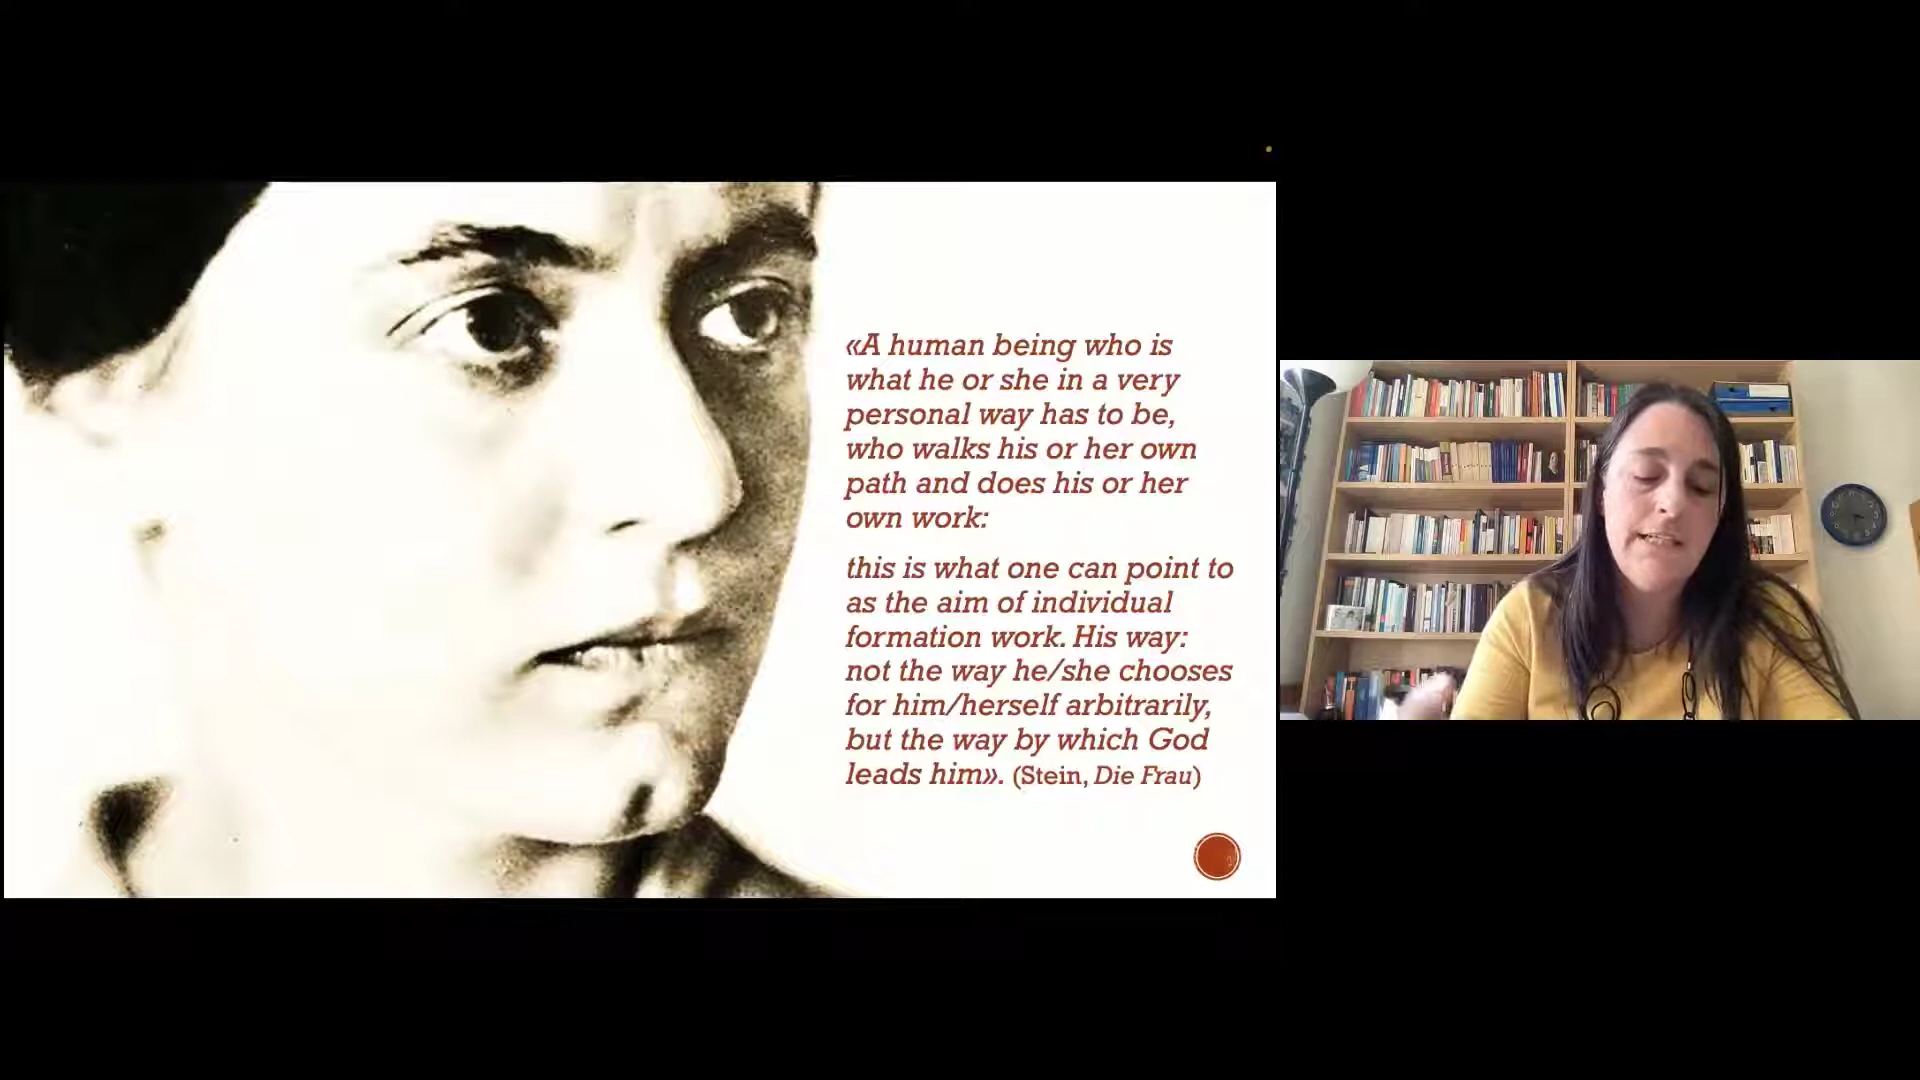 «A human being who is
what he or she in a very
personal way has to be,
who walks his or her own
path and does his or her
own work:
this is what one can point to
as the aim of individual
formation work. His way:
not the way he/she chooses
for him/herself arbitrarily,
but the way by which God
leads him». (Stein, Die Frau)